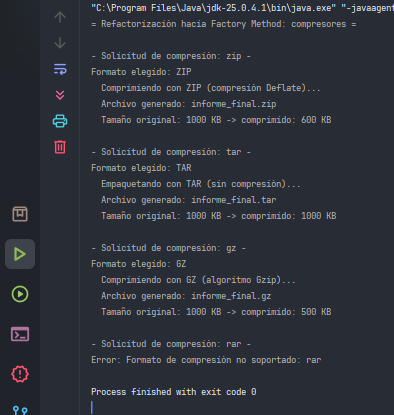 "C:\Program Files\Java\jdk-25.0.4.1\bin\java.exe" "-javaagent
= Refactorización hacia Factory Method: compresores =
- Solicitud de compresión: zip -
Formato elegido: ZIP
Comprimiendo con ZIP (compresión Deflate)...
Archivo generado: informe_final.zip
Tamaño original: 1000 KB -> comprimido: 600 KB
- Solicitud de compresión: tar -
Formato elegido: TAR
Empaquetando con TAR (sin compresión)...
Archivo generado: informe_final.tar
Tamaño original: 1000 KB -> comprimido: 1000 KB
- Solicitud de compresión: gz -
Formato elegido: GZ
Comprimiendo con GZ (algoritmo Gzip)...
Archivo generado: informe_final.gz
Tamaño original: 1000 KB -> comprimido: 500 KB
- Solicitud de compresión: rar -
Error: Formato de compresión no soportado: rar
Process finished with exit code 0